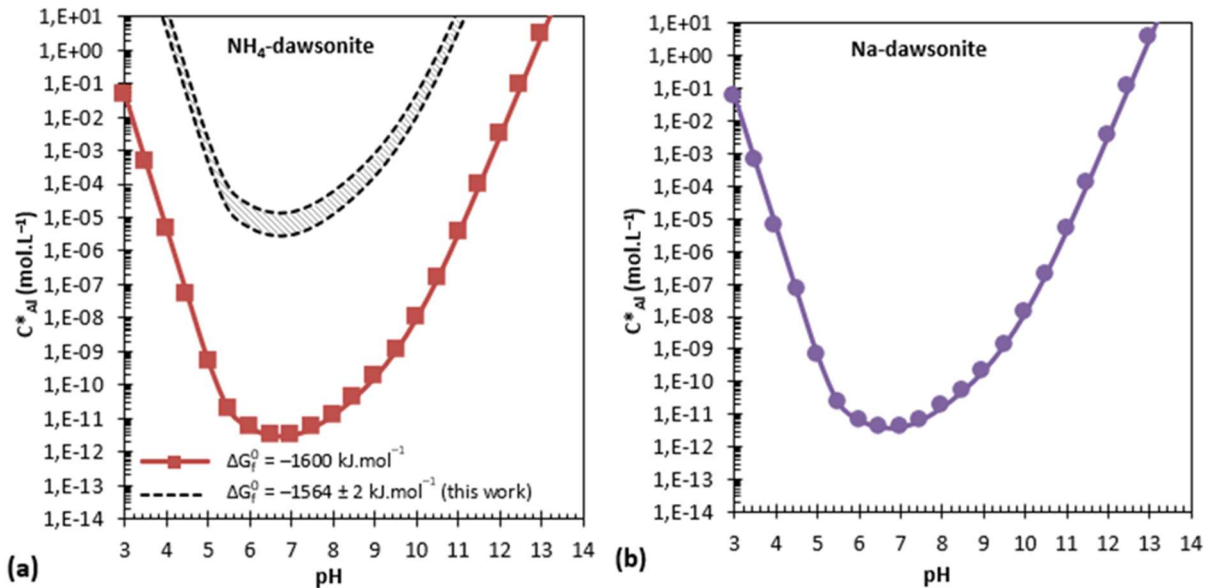 NH₄-dawsonite
1,E+01
1,E+00
1,E-01
1,E-02
1,E-03
1,E-04
1,E-05
1,E-06
1,E-07
1,E-08
1,E-09
1,E-10
1,E-11
1,E-12
1,E-13
1,E-14
C*Al (mol.L⁻¹)
ΔG⁰f = −1600 kJ.mol⁻¹
ΔG⁰f = −1564 ± 2 kJ.mol⁻¹ (this work)
3 4 5 6 7 8 9 10 11 12 13 14
pH
(a)
Na-dawsonite
1,E+01
1,E+00
1,E-01
1,E-02
1,E-03
1,E-04
1,E-05
1,E-06
1,E-07
1,E-08
1,E-09
1,E-10
1,E-11
1,E-12
1,E-13
1,E-14
C*Al (mol.L⁻¹)
3 4 5 6 7 8 9 10 11 12 13 14
pH
(b)